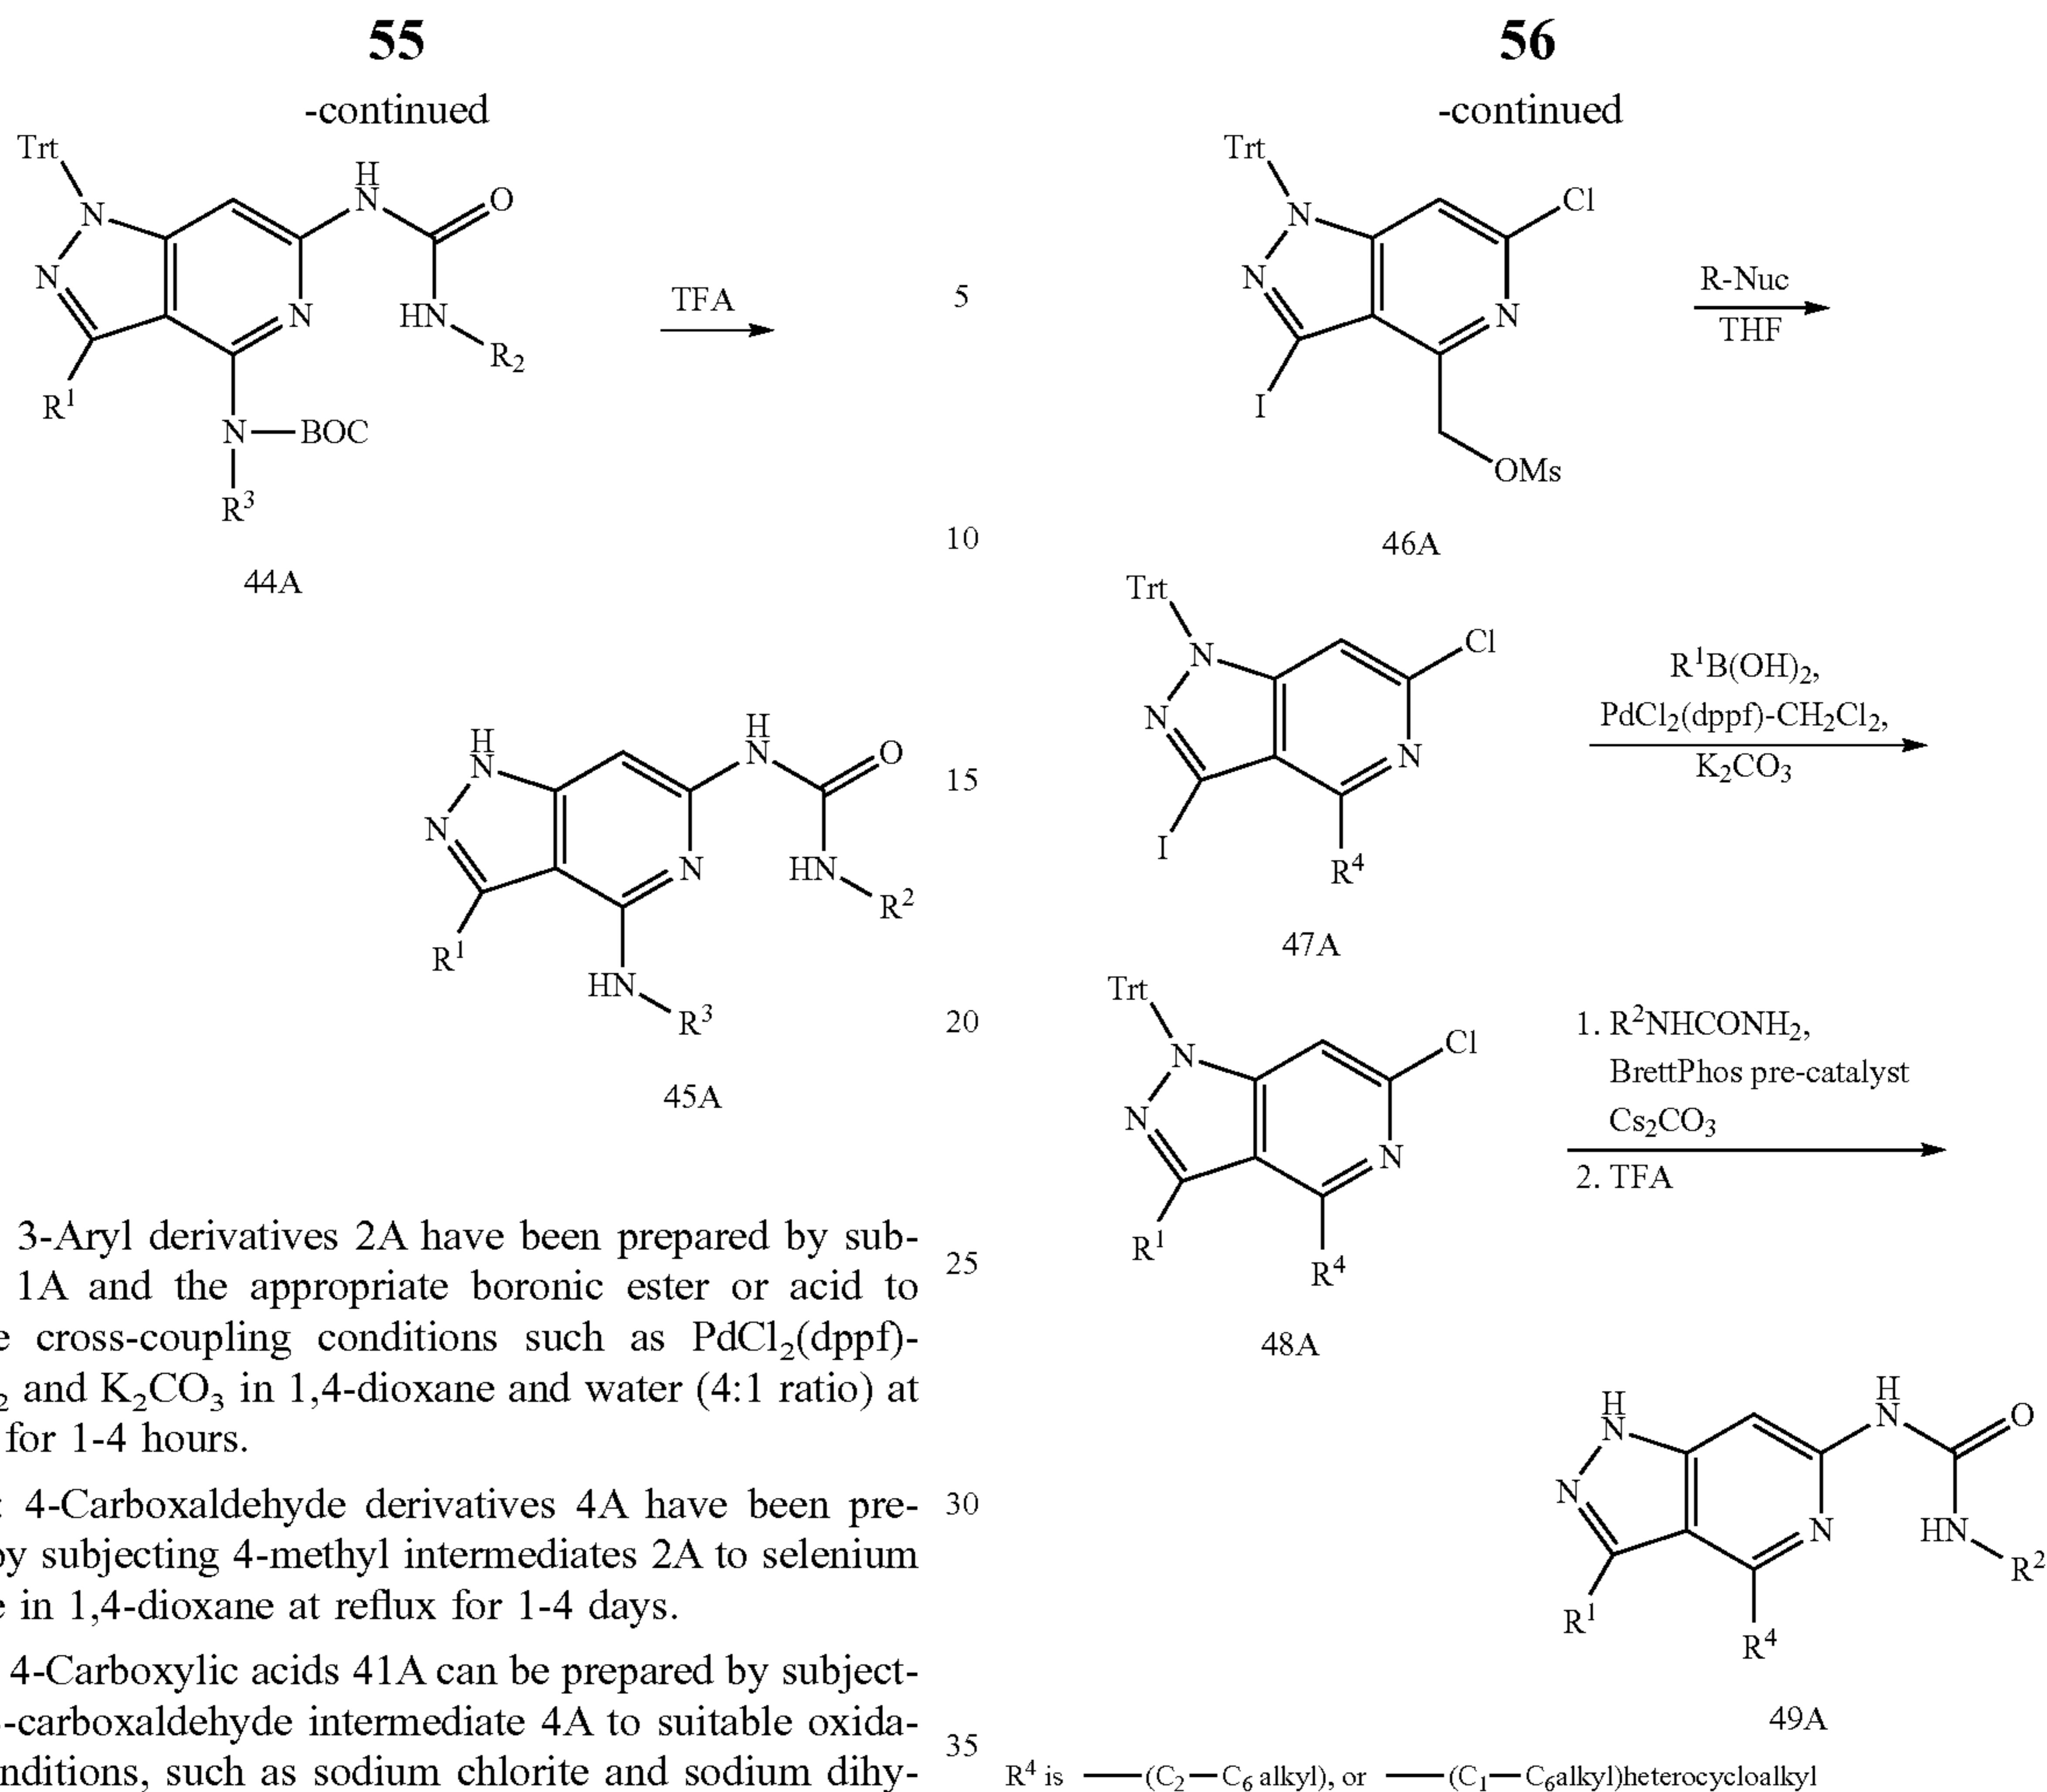 55
-continued
Trt
N
N
N
H
N
O
HN
R2
R1
N—BOC
R3
44A
TFA
H
N
N
N
H
N
O
HN
R2
R1
HN
R3
45A
3-Aryl derivatives 2A have been prepared by sub-
1A and the appropriate boronic ester or acid to
e cross-coupling conditions such as PdCl2(dppf)-
2 and K2CO3 in 1,4-dioxane and water (4:1 ratio) at
for 1-4 hours.
: 4-Carboxaldehyde derivatives 4A have been pre-
by subjecting 4-methyl intermediates 2A to selenium
e in 1,4-dioxane at reflux for 1-4 days.
4-Carboxylic acids 41A can be prepared by subject-
-carboxaldehyde intermediate 4A to suitable oxida-
nditions, such as sodium chlorite and sodium dihy-
5
10
15
20
25
30
35
56
-continued
Trt
N
N
N
Cl
I
OMs
46A
R-Nuc
THF
Trt
N
N
N
Cl
I
R4
47A
R1B(OH)2,
PdCl2(dppf)-CH2Cl2,
K2CO3
Trt
N
N
N
Cl
R1
R4
48A
1. R2NHCONH2,
BrettPhos pre-catalyst
Cs2CO3
2. TFA
H
N
N
N
H
N
O
HN
R2
R1
R4
49A
R4 is —(C2—C6 alkyl), or —(C1—C6alkyl)heterocycloalkyl